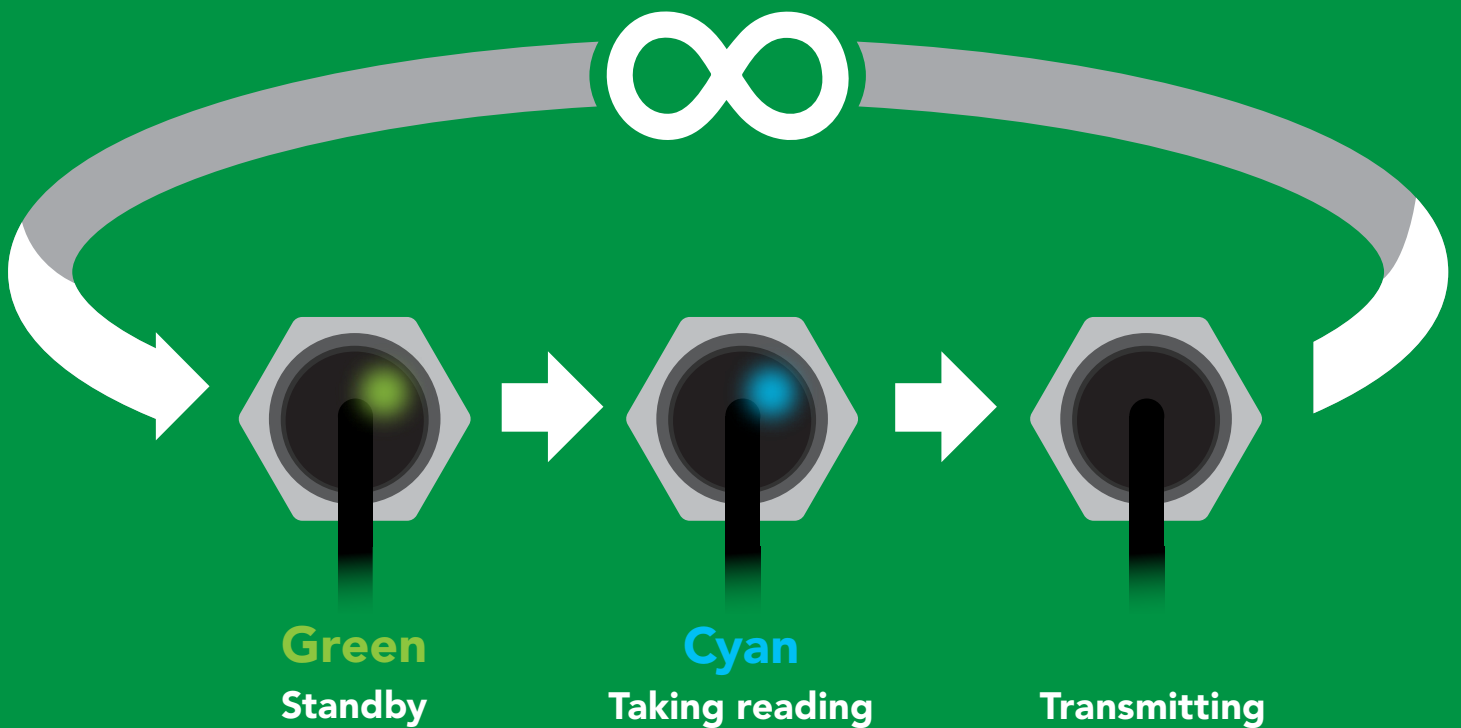 Green
Cyan
Standby
Taking reading
Transmitting